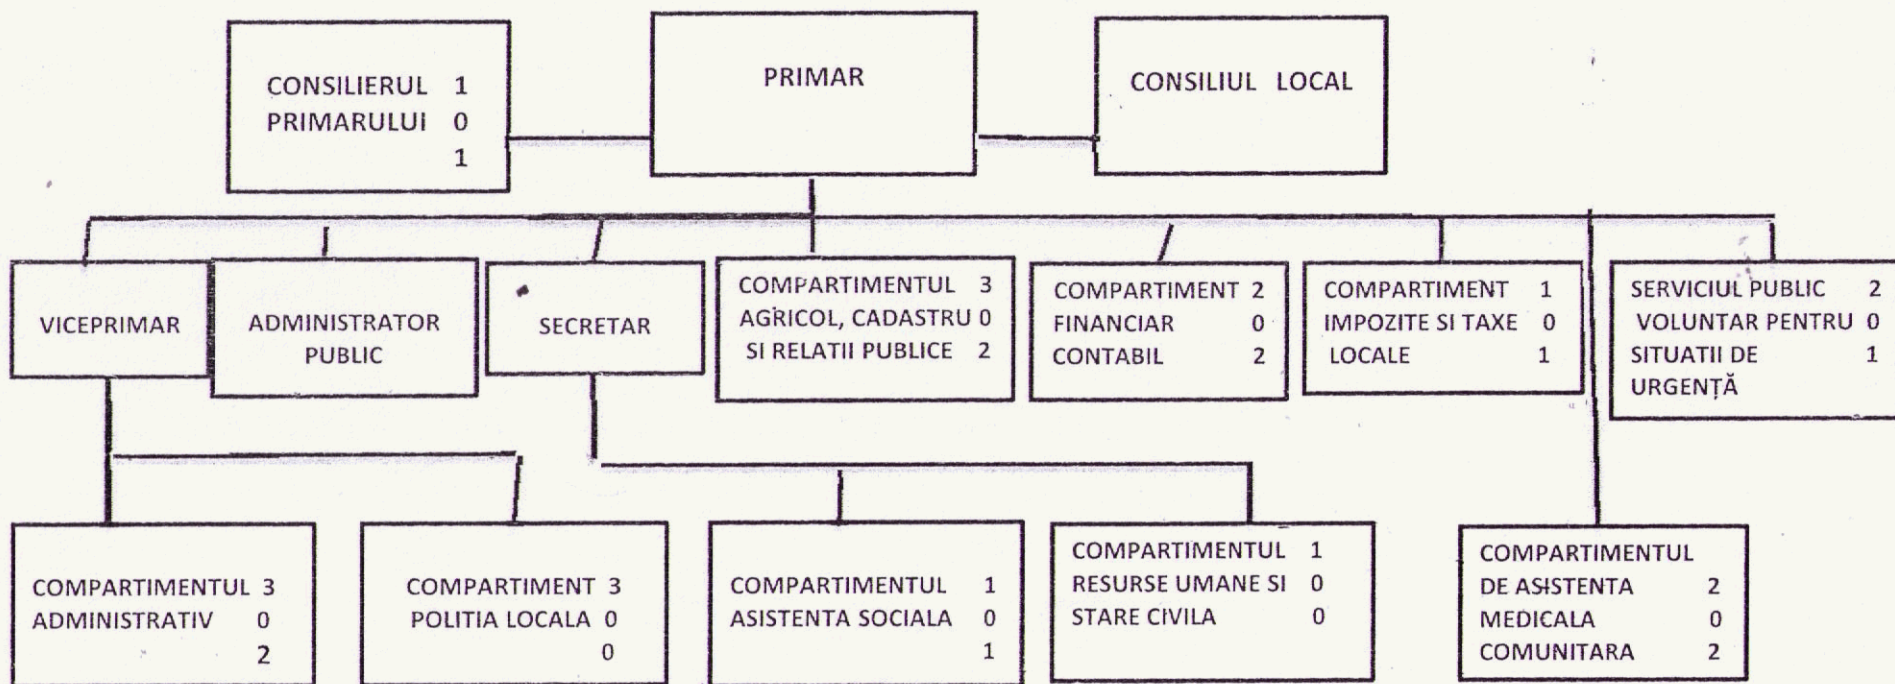 CONSILIERUL 1
PRIMARULUI 0
1
PRIMAR
CONSILIUL LOCAL
VICEPRIMAR
ADMINISTRATOR
PUBLIC
SECRETAR
COMPARTIMENTUL 3
AGRICOL, CADASTRU 0
SI RELATII PUBLICE 2
COMPARTIMENT 2
FINANCIAR 0
CONTABIL 2
COMPARTIMENT 1
IMPOZITE SI TAXE 0
LOCALE 1
SERVICIUL PUBLIC 2
VOLUNTAR PENTRU 0
SITUATII DE 1
URGENȚĂ
COMPARTIMENTUL 3
ADMINISTRATIV 0
2
COMPARTIMENT 3
POLITIA LOCALA 0
0
COMPARTIMENTUL 1
ASISTENTA SOCIALA 0
1
COMPARTIMENTUL 1
RESURSE UMANE SI 0
STARE CIVILA 0
COMPARTIMENTUL
DE ASISTENTA 2
MEDICALA 0
COMUNITARA 2